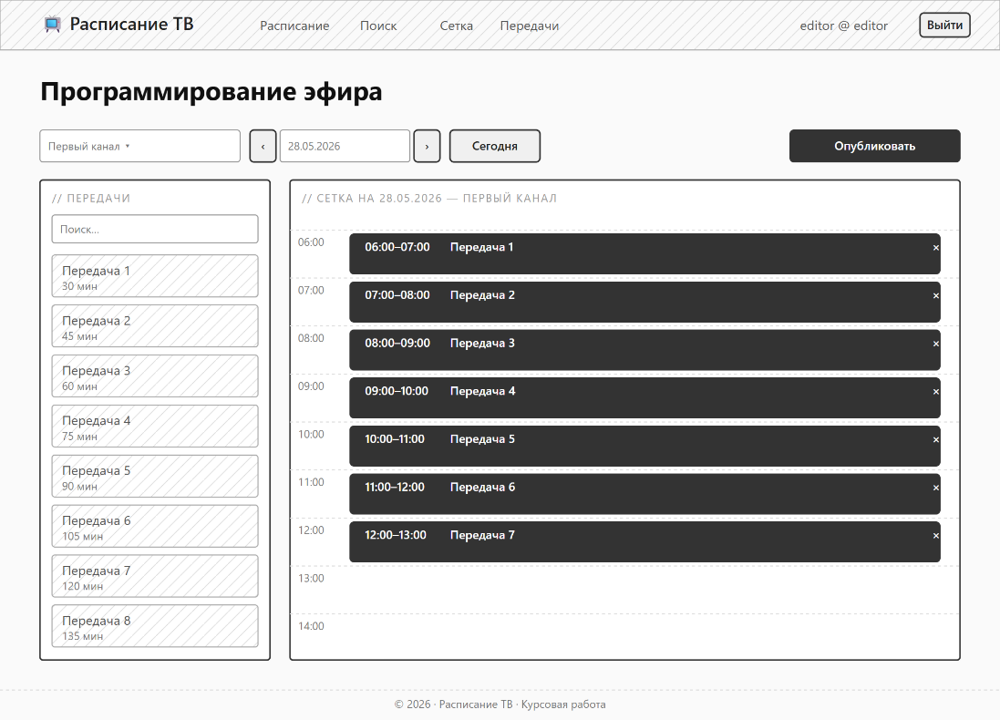 Расписание ТВ Расписание Поиск Сетка Передачи editor @ editor Выйти
Программирование эфира
Первый канал ▾ ‹ 28.05.2026 › Сегодня Опубликовать
// ПЕРЕДАЧИ
Поиск...
Передача 1
30 мин
Передача 2
45 мин
Передача 3
60 мин
Передача 4
75 мин
Передача 5
90 мин
Передача 6
105 мин
Передача 7
120 мин
Передача 8
135 мин
// СЕТКА НА 28.05.2026 — ПЕРВЫЙ КАНАЛ
06:00 06:00–07:00 Передача 1 ×
07:00 07:00–08:00 Передача 2 ×
08:00 08:00–09:00 Передача 3 ×
09:00 09:00–10:00 Передача 4 ×
10:00 10:00–11:00 Передача 5 ×
11:00 11:00–12:00 Передача 6 ×
12:00 12:00–13:00 Передача 7 ×
13:00
14:00
© 2026 · Расписание ТВ · Курсовая работа